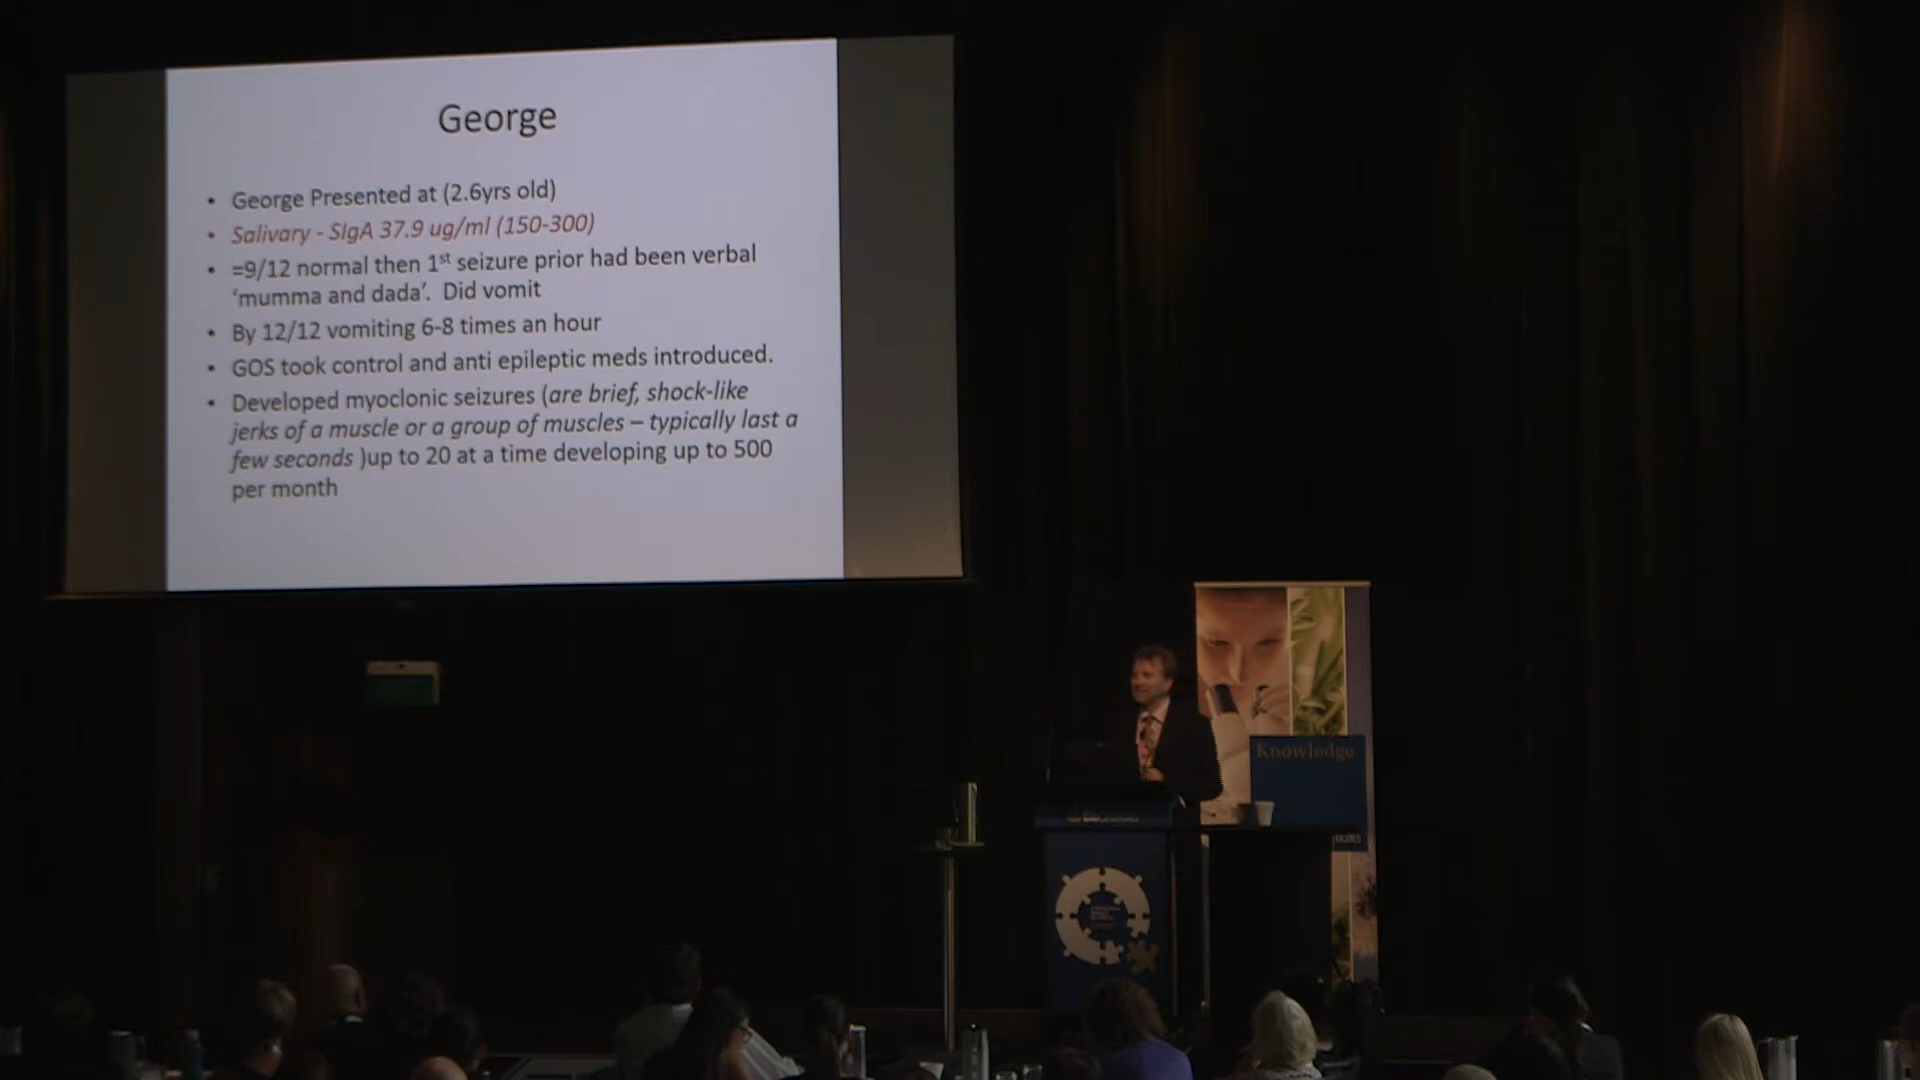 George
• George Presented at (2.6yrs old)
• Salivary - SIgA 37.9 ug/ml (150-300)
• =9/12 normal then 1st seizure prior had been verbal
'mumma and dada'. Did vomit
• By 12/12 vomiting 6-8 times an hour
• GOS took control and anti epileptic meds introduced.
• Developed myoclonic seizures (are brief, shock-like
jerks of a muscle or a group of muscles – typically last a
few seconds )up to 20 at a time developing up to 500
per month
Knowledge